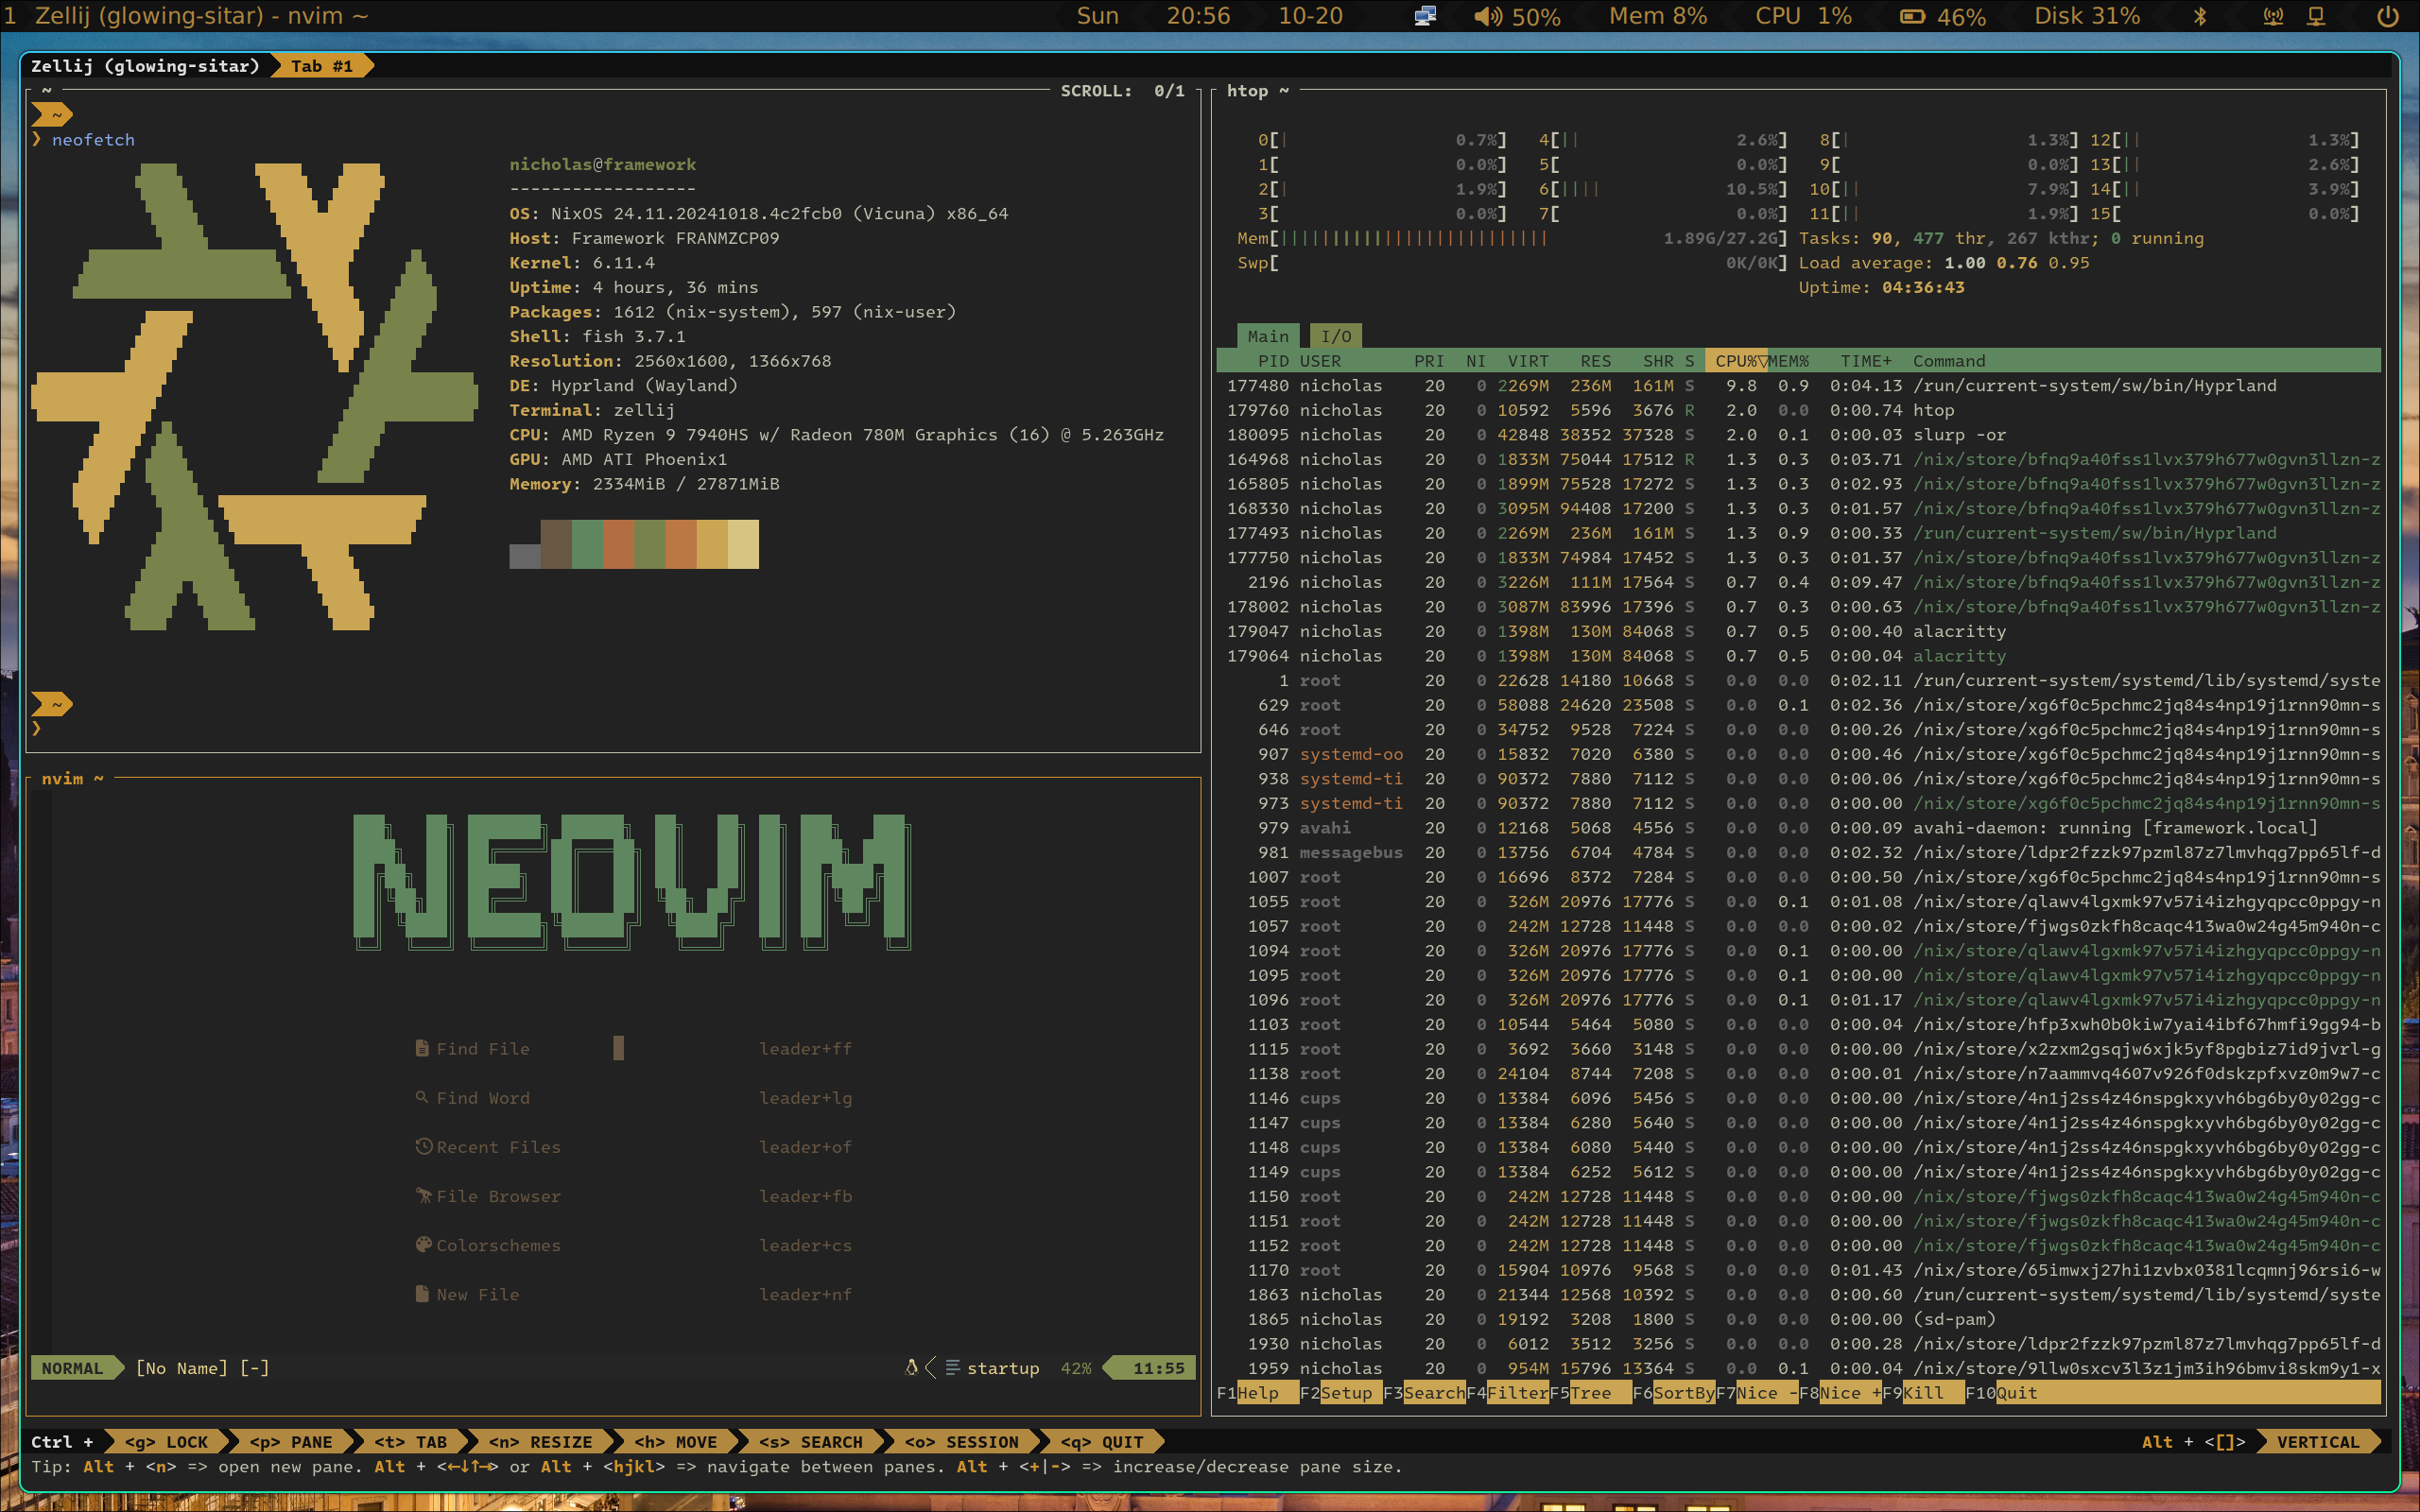 1 Zellij (glowing-sitar) - nvim ~ Sun 20:56 10-20 50% Mem 8% CPU 1% 46% Disk 31%
Zellij (glowing-sitar) Tab #1
~ SCROLL: 0/1
~
❯ neofetch
nicholas@framework
------------------
OS: NixOS 24.11.20241018.4c2fcb0 (Vicuna) x86_64
Host: Framework FRANMZCP09
Kernel: 6.11.4
Uptime: 4 hours, 36 mins
Packages: 1612 (nix-system), 597 (nix-user)
Shell: fish 3.7.1
Resolution: 2560x1600, 1366x768
DE: Hyprland (Wayland)
Terminal: zellij
CPU: AMD Ryzen 9 7940HS w/ Radeon 780M Graphics (16) @ 5.263GHz
GPU: AMD ATI Phoenix1
Memory: 2334MiB / 27871MiB
~
❯
nvim ~
NEOVIM
Find File leader+ff
Find Word leader+lg
Recent Files leader+of
File Browser leader+fb
Colorschemes leader+cs
New File leader+nf
NORMAL [No Name] [-] startup 42% 11:55
htop ~
0[| 0.7%] 4[|| 2.6%] 8[| 1.3%] 12[|| 1.3%]
1[ 0.0%] 5[ 0.0%] 9[ 0.0%] 13[|| 2.6%]
2[| 1.9%] 6[|||| 10.5%] 10[|| 7.9%] 14[|| 3.9%]
3[ 0.0%] 7[ 0.0%] 11[|| 1.9%] 15[ 0.0%]
Mem[|||||||||||||||||||||||||| 1.89G/27.2G] Tasks: 90, 477 thr, 267 kthr; 0 running
Swp[ 0K/0K] Load average: 1.00 0.76 0.95
Uptime: 04:36:43
Main I/O
PID USER PRI NI VIRT RES SHR S CPU%▽MEM% TIME+ Command
177480 nicholas 20 0 2269M 236M 161M S 9.8 0.9 0:04.13 /run/current-system/sw/bin/Hyprland
179760 nicholas 20 0 10592 5596 3676 R 2.0 0.0 0:00.74 htop
180095 nicholas 20 0 42848 38352 37328 S 2.0 0.1 0:00.03 slurp -or
164968 nicholas 20 0 1833M 75044 17512 R 1.3 0.3 0:03.71 /nix/store/bfnq9a40fss1lvx379h677w0gvn3llzn-z
165805 nicholas 20 0 1899M 75528 17272 S 1.3 0.3 0:02.93 /nix/store/bfnq9a40fss1lvx379h677w0gvn3llzn-z
168330 nicholas 20 0 3095M 94408 17200 S 1.3 0.3 0:01.57 /nix/store/bfnq9a40fss1lvx379h677w0gvn3llzn-z
177493 nicholas 20 0 2269M 236M 161M S 1.3 0.9 0:00.33 /run/current-system/sw/bin/Hyprland
177750 nicholas 20 0 1833M 74984 17452 S 1.3 0.3 0:01.37 /nix/store/bfnq9a40fss1lvx379h677w0gvn3llzn-z
2196 nicholas 20 0 3226M 111M 17564 S 0.7 0.4 0:09.47 /nix/store/bfnq9a40fss1lvx379h677w0gvn3llzn-z
178002 nicholas 20 0 3087M 83996 17396 S 0.7 0.3 0:00.63 /nix/store/bfnq9a40fss1lvx379h677w0gvn3llzn-z
179047 nicholas 20 0 1398M 130M 84068 S 0.7 0.5 0:00.40 alacritty
179064 nicholas 20 0 1398M 130M 84068 S 0.7 0.5 0:00.04 alacritty
1 root 20 0 22628 14180 10668 S 0.0 0.0 0:02.11 /run/current-system/systemd/lib/systemd/syste
629 root 20 0 58088 24620 23508 S 0.0 0.1 0:02.36 /nix/store/xg6f0c5pchmc2jq84s4np19j1rnn90mn-s
646 root 20 0 34752 9528 7224 S 0.0 0.0 0:00.26 /nix/store/xg6f0c5pchmc2jq84s4np19j1rnn90mn-s
907 systemd-oo 20 0 15832 7020 6380 S 0.0 0.0 0:00.46 /nix/store/xg6f0c5pchmc2jq84s4np19j1rnn90mn-s
938 systemd-ti 20 0 90372 7880 7112 S 0.0 0.0 0:00.06 /nix/store/xg6f0c5pchmc2jq84s4np19j1rnn90mn-s
973 systemd-ti 20 0 90372 7880 7112 S 0.0 0.0 0:00.00 /nix/store/xg6f0c5pchmc2jq84s4np19j1rnn90mn-s
979 avahi 20 0 12168 5068 4556 S 0.0 0.0 0:00.09 avahi-daemon: running [framework.local]
981 messagebus 20 0 13756 6704 4784 S 0.0 0.0 0:02.32 /nix/store/ldpr2fzzk97pzml87z7lmvhqg7pp65lf-d
1007 root 20 0 16696 8372 7284 S 0.0 0.0 0:00.50 /nix/store/xg6f0c5pchmc2jq84s4np19j1rnn90mn-s
1055 root 20 0 326M 20976 17776 S 0.0 0.1 0:01.08 /nix/store/qlawv4lgxmk97v57i4izhgyqpcc0ppgy-n
1057 root 20 0 242M 12728 11448 S 0.0 0.0 0:00.02 /nix/store/fjwgs0zkfh8caqc413wa0w24g45m940n-c
1094 root 20 0 326M 20976 17776 S 0.0 0.1 0:00.00 /nix/store/qlawv4lgxmk97v57i4izhgyqpcc0ppgy-n
1095 root 20 0 326M 20976 17776 S 0.0 0.1 0:00.00 /nix/store/qlawv4lgxmk97v57i4izhgyqpcc0ppgy-n
1096 root 20 0 326M 20976 17776 S 0.0 0.1 0:01.17 /nix/store/qlawv4lgxmk97v57i4izhgyqpcc0ppgy-n
1103 root 20 0 10544 5464 5080 S 0.0 0.0 0:00.04 /nix/store/hfp3xwh0b0kiw7yai4ibf67hmfi9gg94-b
1115 root 20 0 3692 3660 3148 S 0.0 0.0 0:00.00 /nix/store/x2zxm2gsqjw6xjk5yf8pgbiz7id9jvrl-g
1138 root 20 0 24104 8744 7208 S 0.0 0.0 0:00.01 /nix/store/n7aammvq4607v926f0dskzpfxvz0m9w7-c
1146 cups 20 0 13384 6096 5456 S 0.0 0.0 0:00.00 /nix/store/4n1j2ss4z46nspgkxyvh6bg6by0y02gg-c
1147 cups 20 0 13384 6280 5640 S 0.0 0.0 0:00.00 /nix/store/4n1j2ss4z46nspgkxyvh6bg6by0y02gg-c
1148 cups 20 0 13384 6080 5440 S 0.0 0.0 0:00.00 /nix/store/4n1j2ss4z46nspgkxyvh6bg6by0y02gg-c
1149 cups 20 0 13384 6252 5612 S 0.0 0.0 0:00.00 /nix/store/4n1j2ss4z46nspgkxyvh6bg6by0y02gg-c
1150 root 20 0 242M 12728 11448 S 0.0 0.0 0:00.00 /nix/store/fjwgs0zkfh8caqc413wa0w24g45m940n-c
1151 root 20 0 242M 12728 11448 S 0.0 0.0 0:00.00 /nix/store/fjwgs0zkfh8caqc413wa0w24g45m940n-c
1152 root 20 0 242M 12728 11448 S 0.0 0.0 0:00.00 /nix/store/fjwgs0zkfh8caqc413wa0w24g45m940n-c
1170 root 20 0 15904 10976 9568 S 0.0 0.0 0:01.43 /nix/store/65imwxj27hi1zvbx0381lcqmnj96rsi6-w
1863 nicholas 20 0 21344 12568 10392 S 0.0 0.0 0:00.60 /run/current-system/systemd/lib/systemd/syste
1865 nicholas 20 0 19192 3208 1800 S 0.0 0.0 0:00.00 (sd-pam)
1930 nicholas 20 0 6012 3512 3256 S 0.0 0.0 0:00.28 /nix/store/ldpr2fzzk97pzml87z7lmvhqg7pp65lf-d
1959 nicholas 20 0 954M 15796 13364 S 0.0 0.1 0:00.04 /nix/store/9llw0sxcv3l3z1jm3ih96bmvi8skm9y1-x
F1Help F2Setup F3SearchF4FilterF5Tree F6SortByF7Nice -F8Nice +F9Kill F10Quit
Ctrl + <g> LOCK <p> PANE <t> TAB <n> RESIZE <h> MOVE <s> SEARCH <o> SESSION <q> QUIT Alt + <[]> VERTICAL
Tip: Alt + <n> => open new pane. Alt + <←↓↑→> or Alt + <hjkl> => navigate between panes. Alt + <+|-> => increase/decrease pane size.